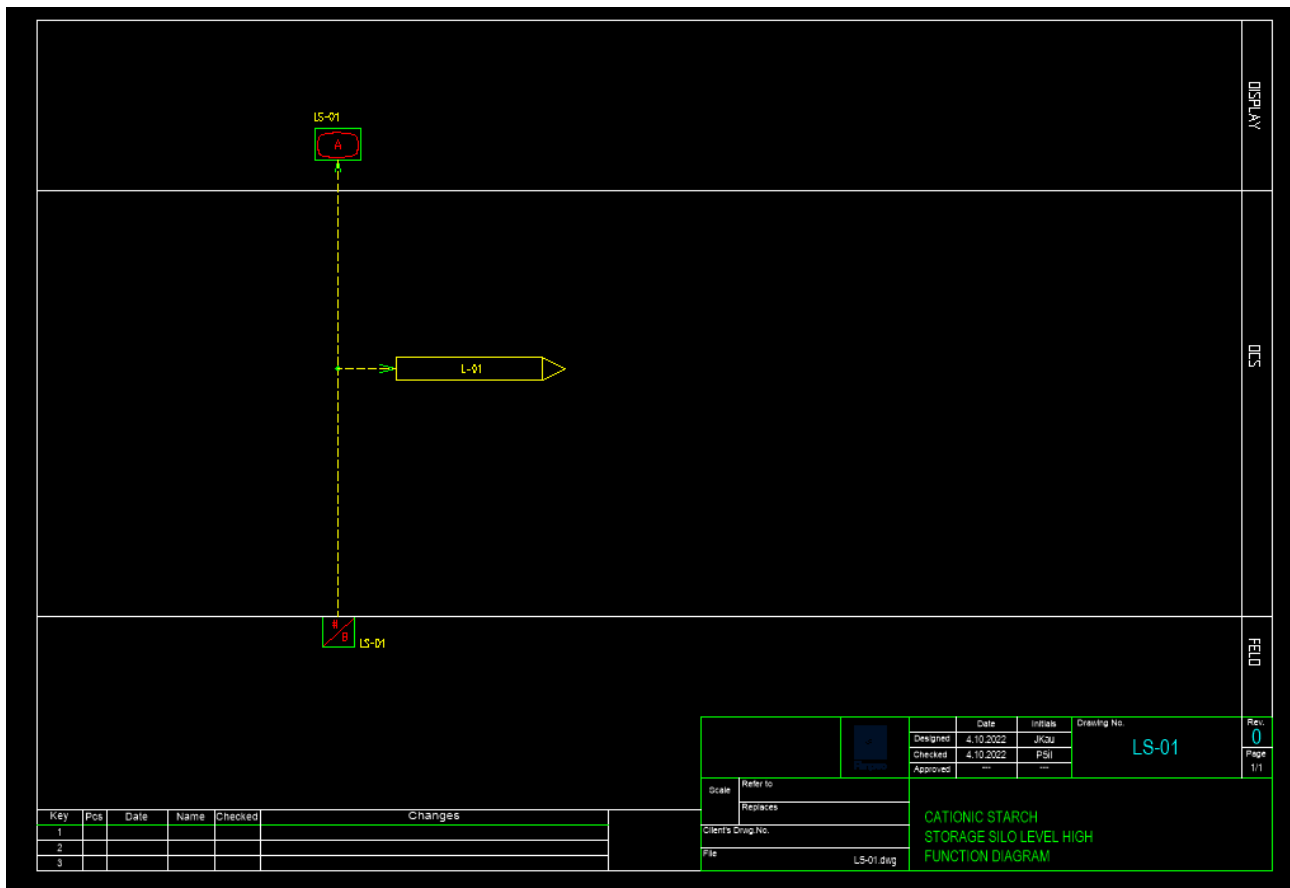 DISPLAY
LS-01
A
DCS
L-01
#
B
LS-01
FELD
Date
Initials
Drawing No.
Rev.
Designed
4.10.2022
JKau
LS-01
0
Checked
4.10.2022
PSil
Page
Approved
---
---
1/1
Scale
Refer to
Replaces
Key
Pcs
Date
Name
Checked
Changes
1
2
3
Client's Drwg.No.
File
LS-01.dwg
CATIONIC STARCH
STORAGE SILO LEVEL HIGH
FUNCTION DIAGRAM